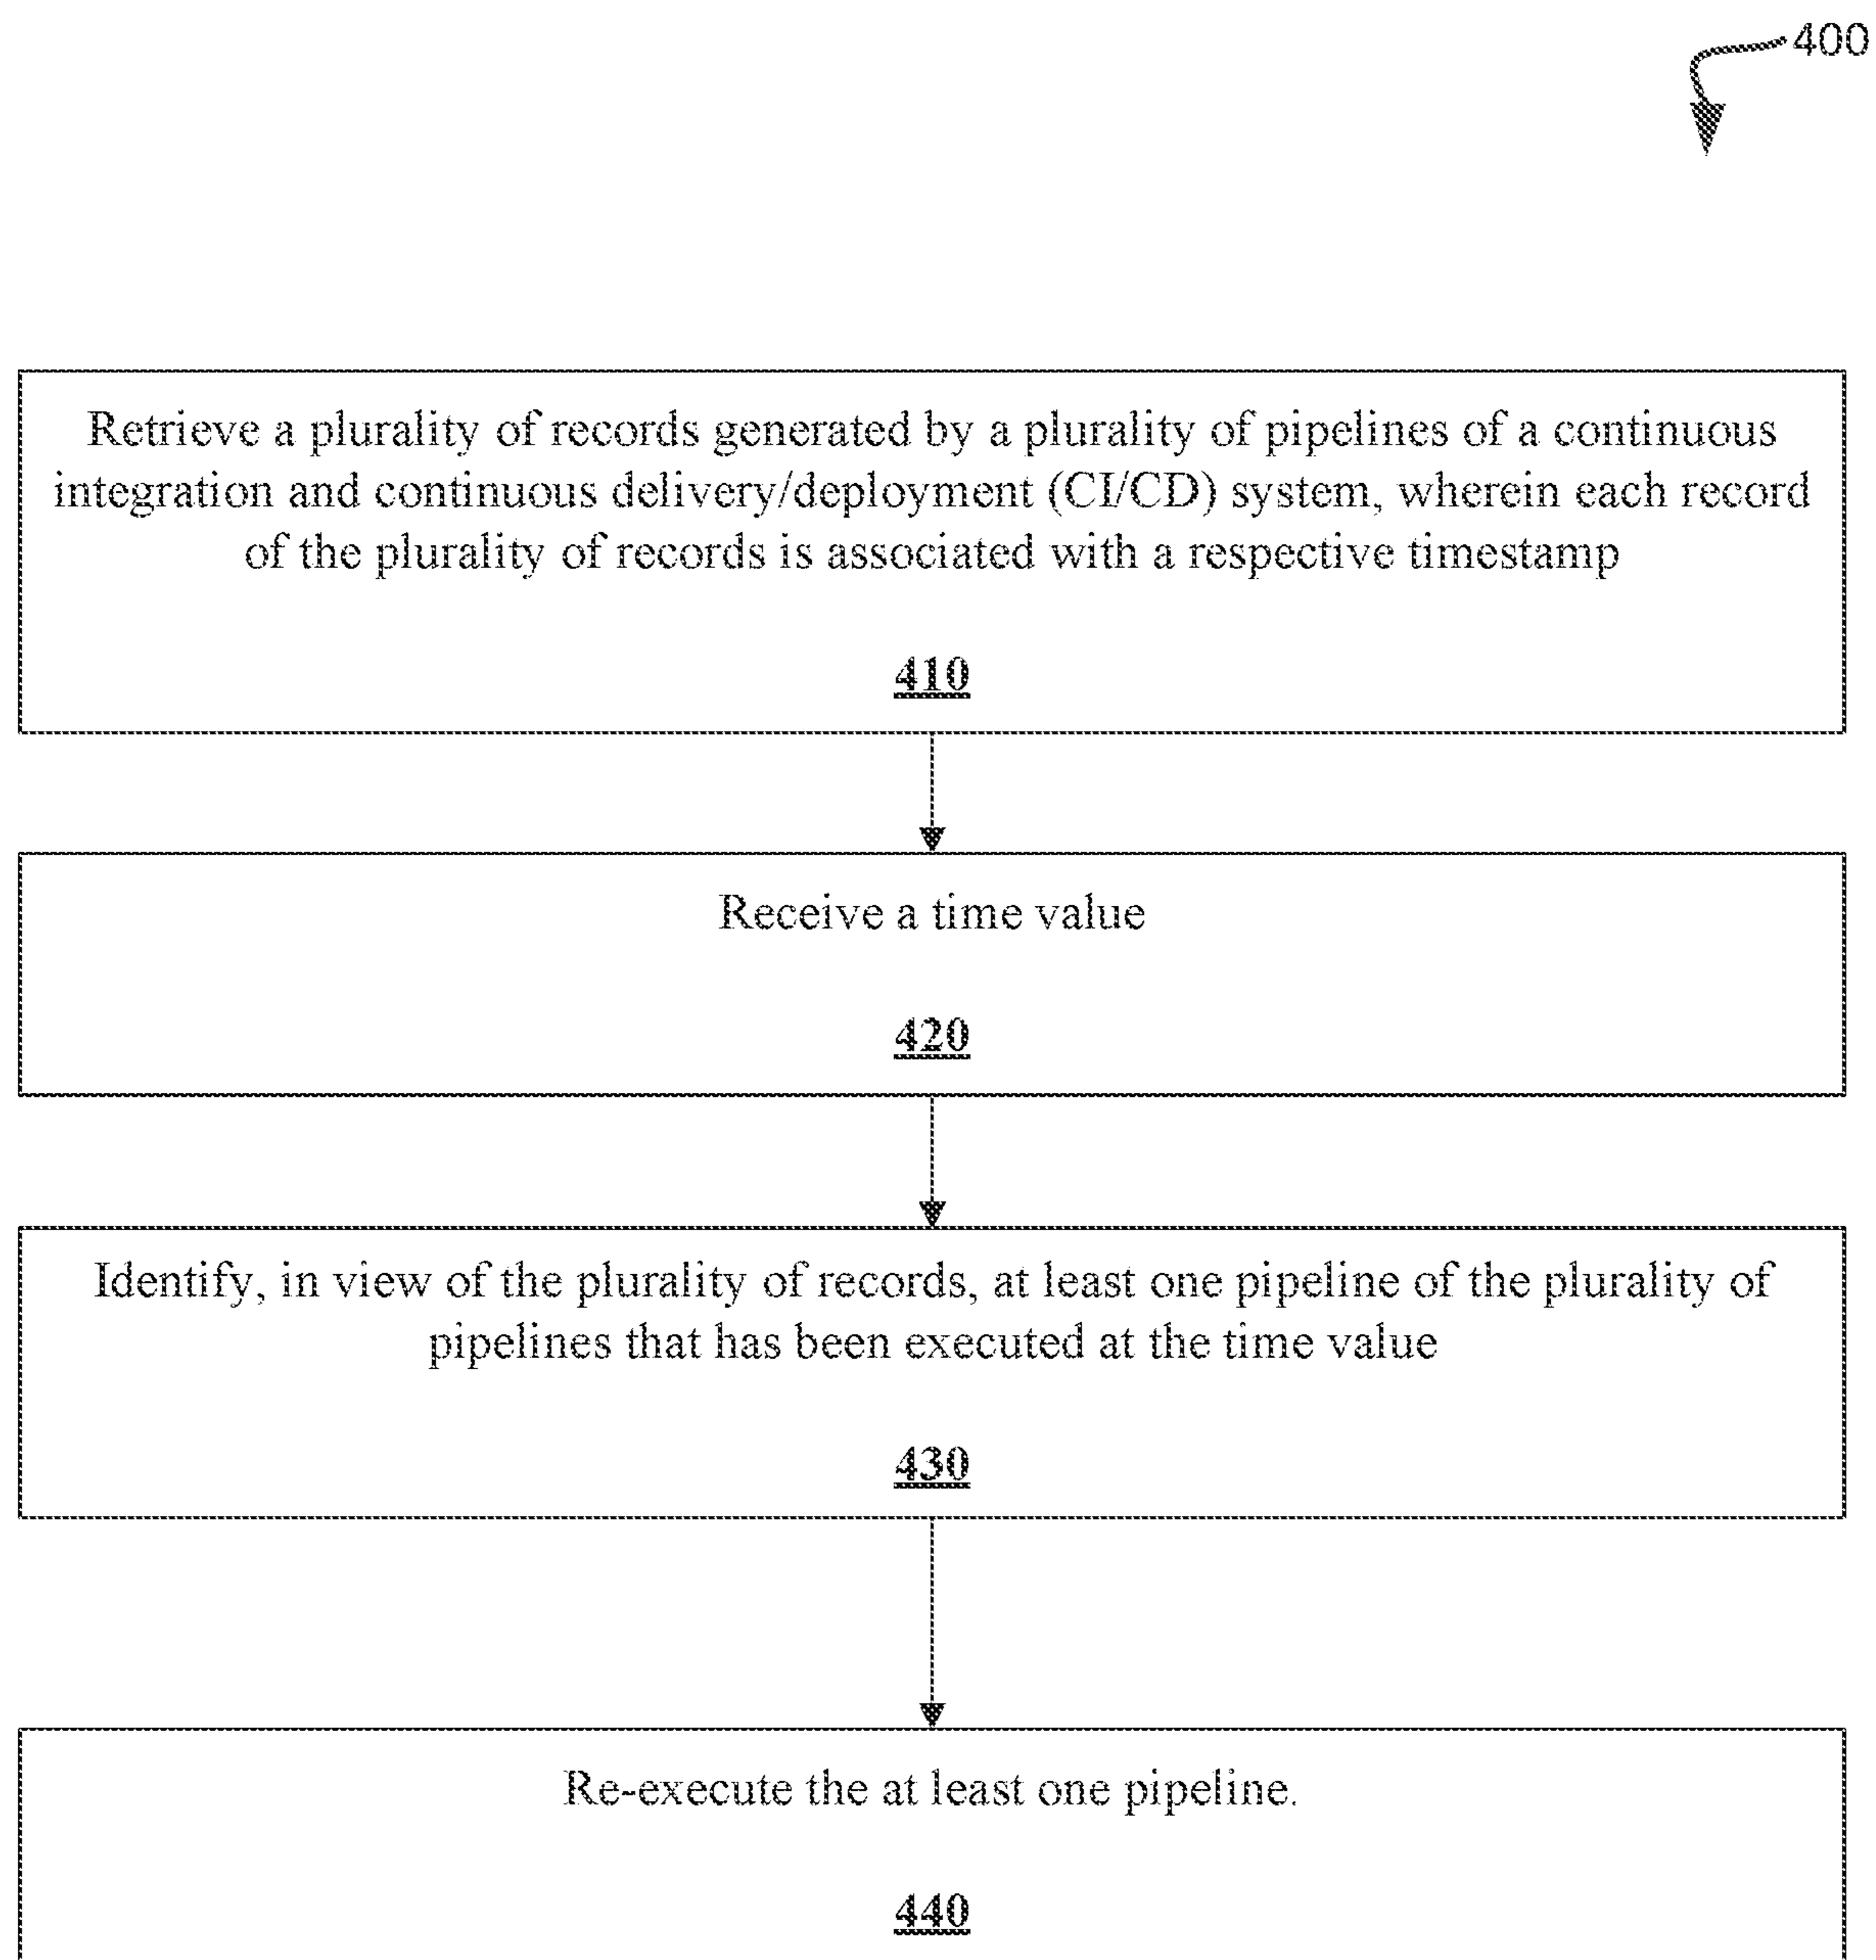 400
Retrieve a plurality of records generated by a plurality of pipelines of a continuous
integration and continuous delivery/deployment (CI/CD) system, wherein each record
of the plurality of records is associated with a respective timestamp
410
Receive a time value
420
Identify, in view of the plurality of records, at least one pipeline of the plurality of
pipelines that has been executed at the time value
430
Re-execute the at least one pipeline.
440